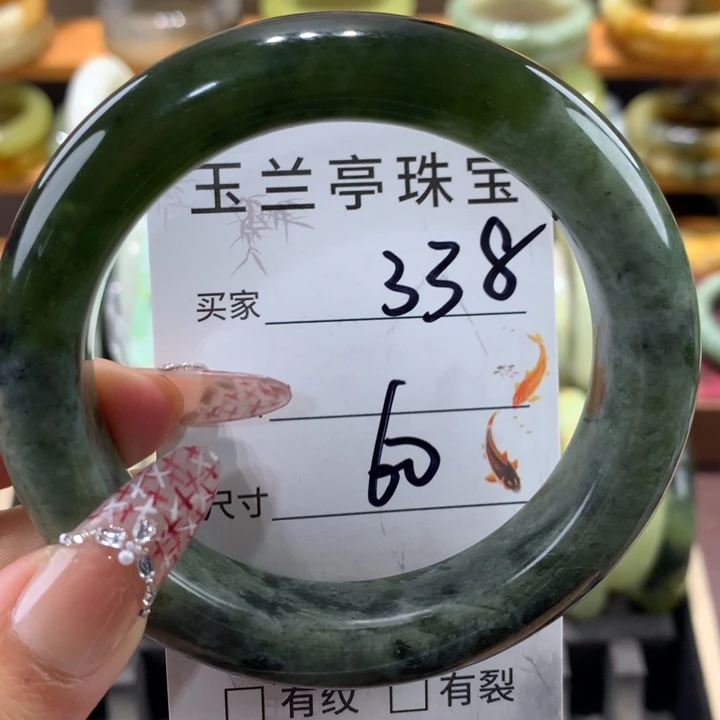 玉兰亭珠宝
买家 338
60
尺寸
□ 有纹 □ 有裂